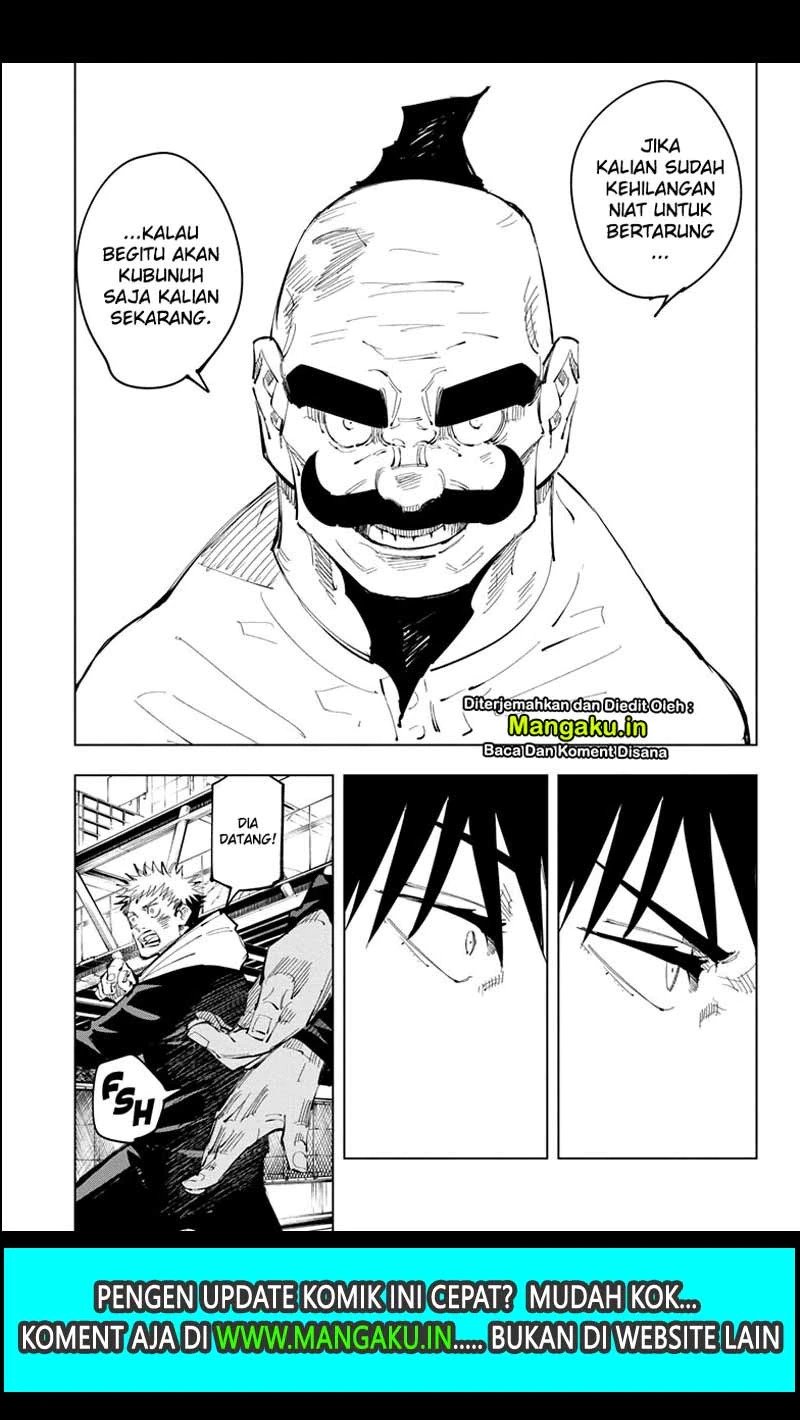 JIKA
KALIAN SUDAH
KEHILANGAN
NIAT UNTUK
BERTARUNG
...
...KALAU
BEGITU AKAN
KUBUNUH
SAJA KALIAN
SEKARANG.
Diterjemahkan dan Diedit Oleh :
Mangaku.in
Baca Dan Koment Disana
DIA
DATANG!
FSH
PENGEN UPDATE KOMIK INI CEPAT? MUDAH KOK...
KOMENT AJA DI WWW.MANGAKU.IN..... BUKAN DI WEBSITE LAIN